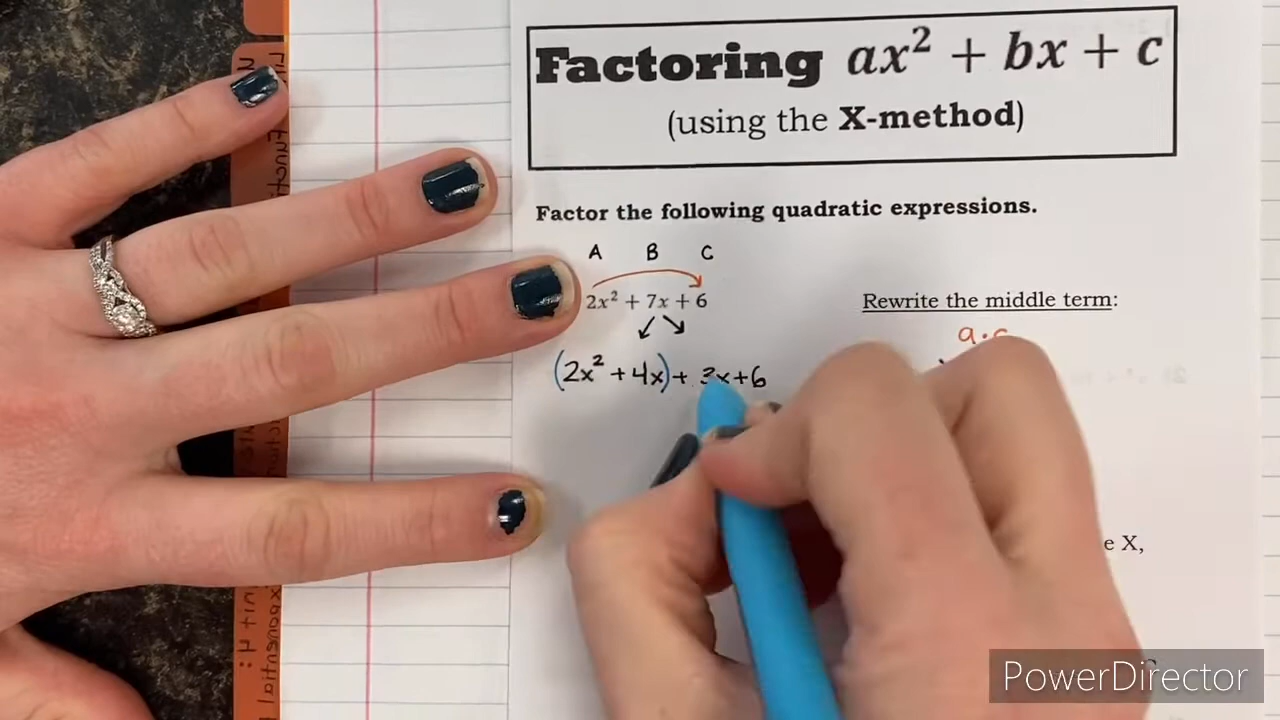 Factoring ax² + bx + c
(using the X-method)
Factor the following quadratic expressions.
A B C
2x² + 7x + 6
Rewrite the middle term:
(2x² + 4x) + 3x + 6
e X,
PowerDirector